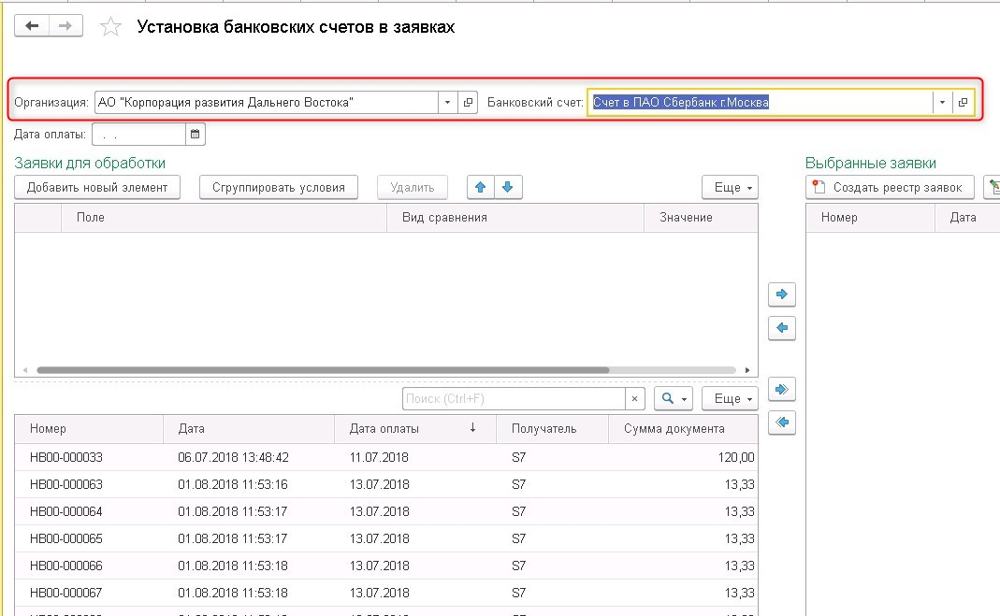 Установка банковских счетов в заявках
Организация: АО "Корпорация развития Дальнего Востока" Банковский счет: Счет в ПАО Сбербанк г.Москва
Дата оплаты: . .
Заявки для обработки Выбранные заявки
Добавить новый элемент Сгруппировать условия Удалить Еще Создать реестр заявок
Поле Вид сравнения Значение Номер Дата
Поиск (Ctrl+F) × Еще
Номер Дата Дата оплаты ↓ Получатель Сумма документа
НВ00-000033 06.07.2018 13:48:42 11.07.2018 S7 120,00
НВ00-000063 01.08.2018 11:53:16 13.07.2018 S7 13,33
НВ00-000064 01.08.2018 11:53:17 13.07.2018 S7 13,33
НВ00-000065 01.08.2018 11:53:17 13.07.2018 S7 13,33
НВ00-000066 01.08.2018 11:53:18 13.07.2018 S7 13,33
НВ00-000067 01.08.2018 11:53:18 13.07.2018 S7 13,33